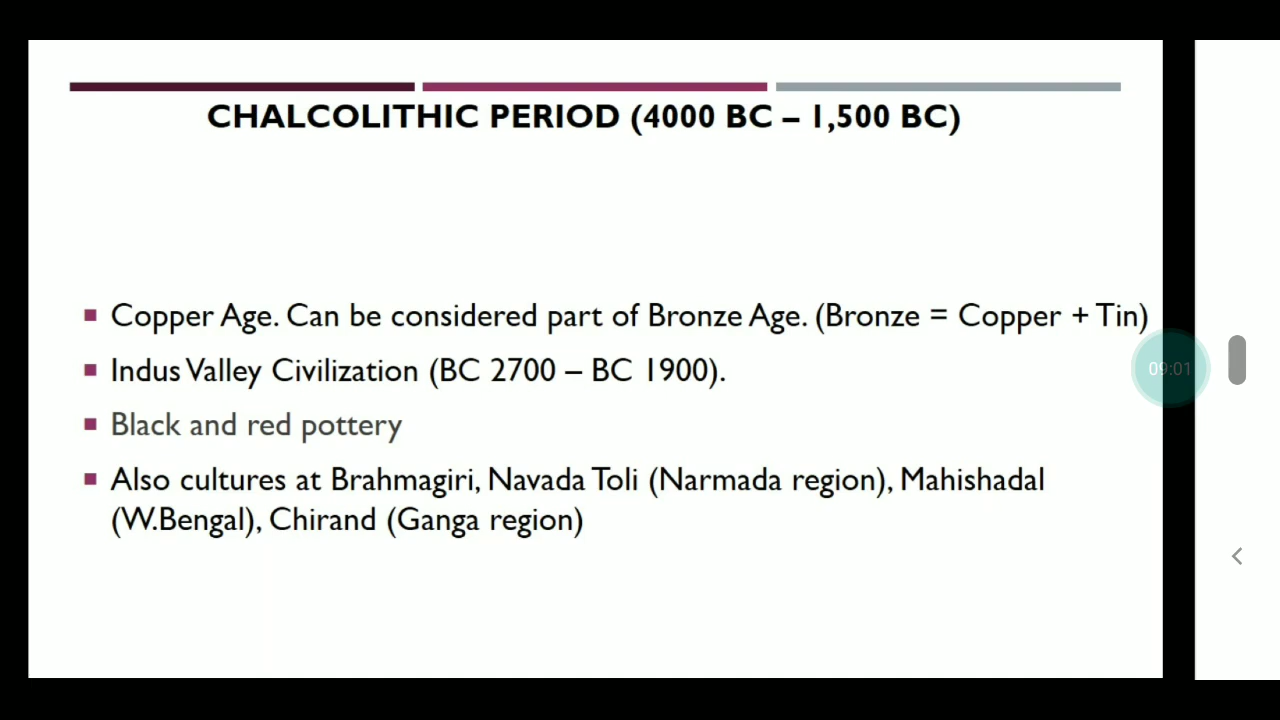 CHALCOLITHIC PERIOD (4000 BC – 1,500 BC)
Copper Age. Can be considered part of Bronze Age. (Bronze = Copper + Tin)
Indus Valley Civilization (BC 2700 – BC 1900).
Black and red pottery
Also cultures at Brahmagiri, Navada Toli (Narmada region), Mahishadal
(W.Bengal), Chirand (Ganga region)
09:01